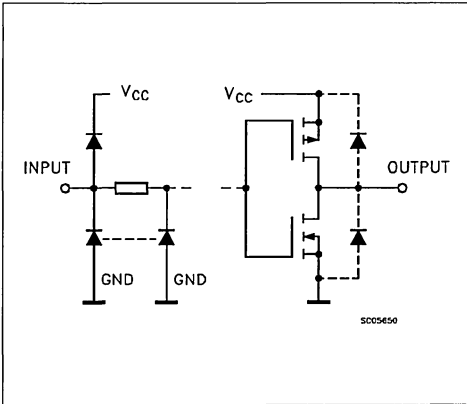 VCC
VCC
INPUT
OUTPUT
GND
GND
SC05650